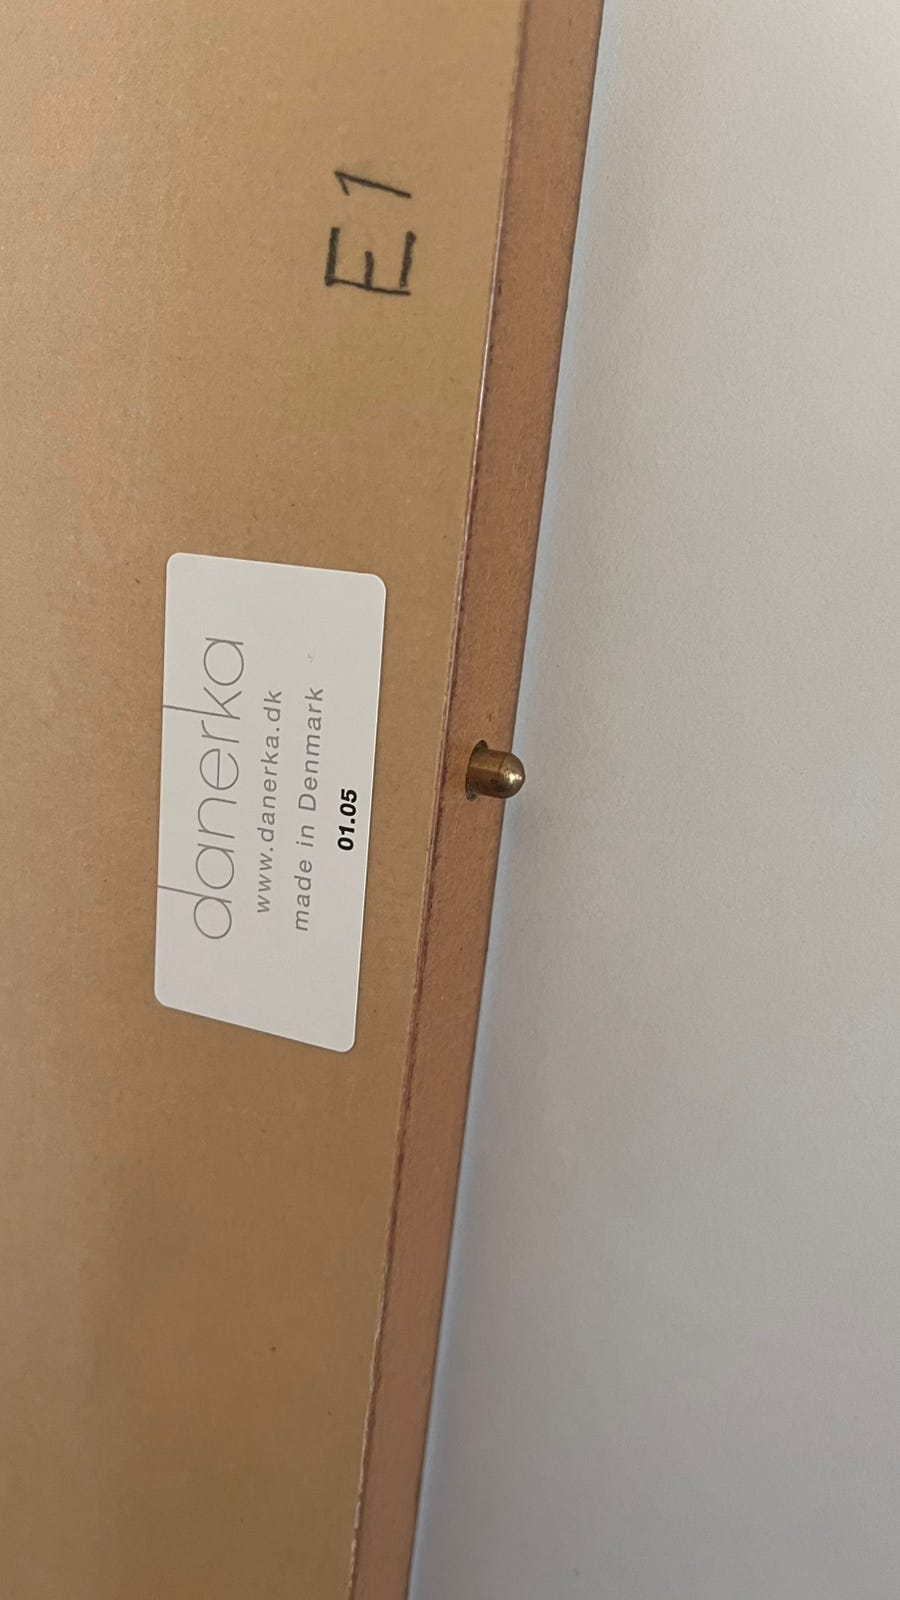 E1
danerka
www.danerka.dk
made in Denmark
01.05